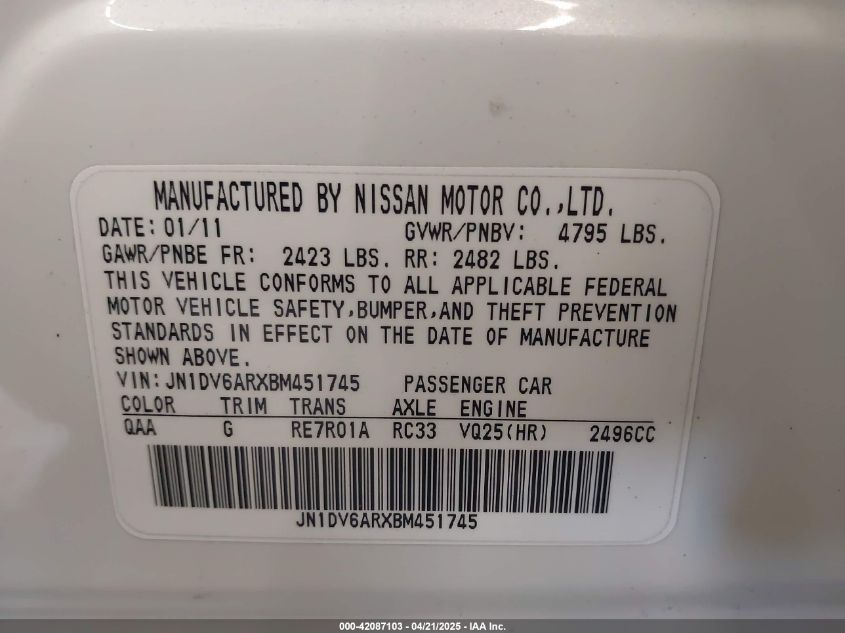 MANUFACTURED BY NISSAN MOTOR CO.,LTD.
DATE: 01/11 GVWR/PNBV: 4795 LBS.
GAWR/PNBE FR: 2423 LBS. RR: 2482 LBS.
THIS VEHICLE CONFORMS TO ALL APPLICABLE FEDERAL
MOTOR VEHICLE SAFETY,BUMPER,AND THEFT PREVENTION
STANDARDS IN EFFECT ON THE DATE OF MANUFACTURE
SHOWN ABOVE.
VIN: JN1DV6ARXBM451745 PASSENGER CAR
COLOR TRIM TRANS AXLE ENGINE
QAA G RE7R01A RC33 VQ25(HR) 2496CC
JN1DV6ARXBM451745
000-42087103 - 04/21/2025 - IAA Inc.